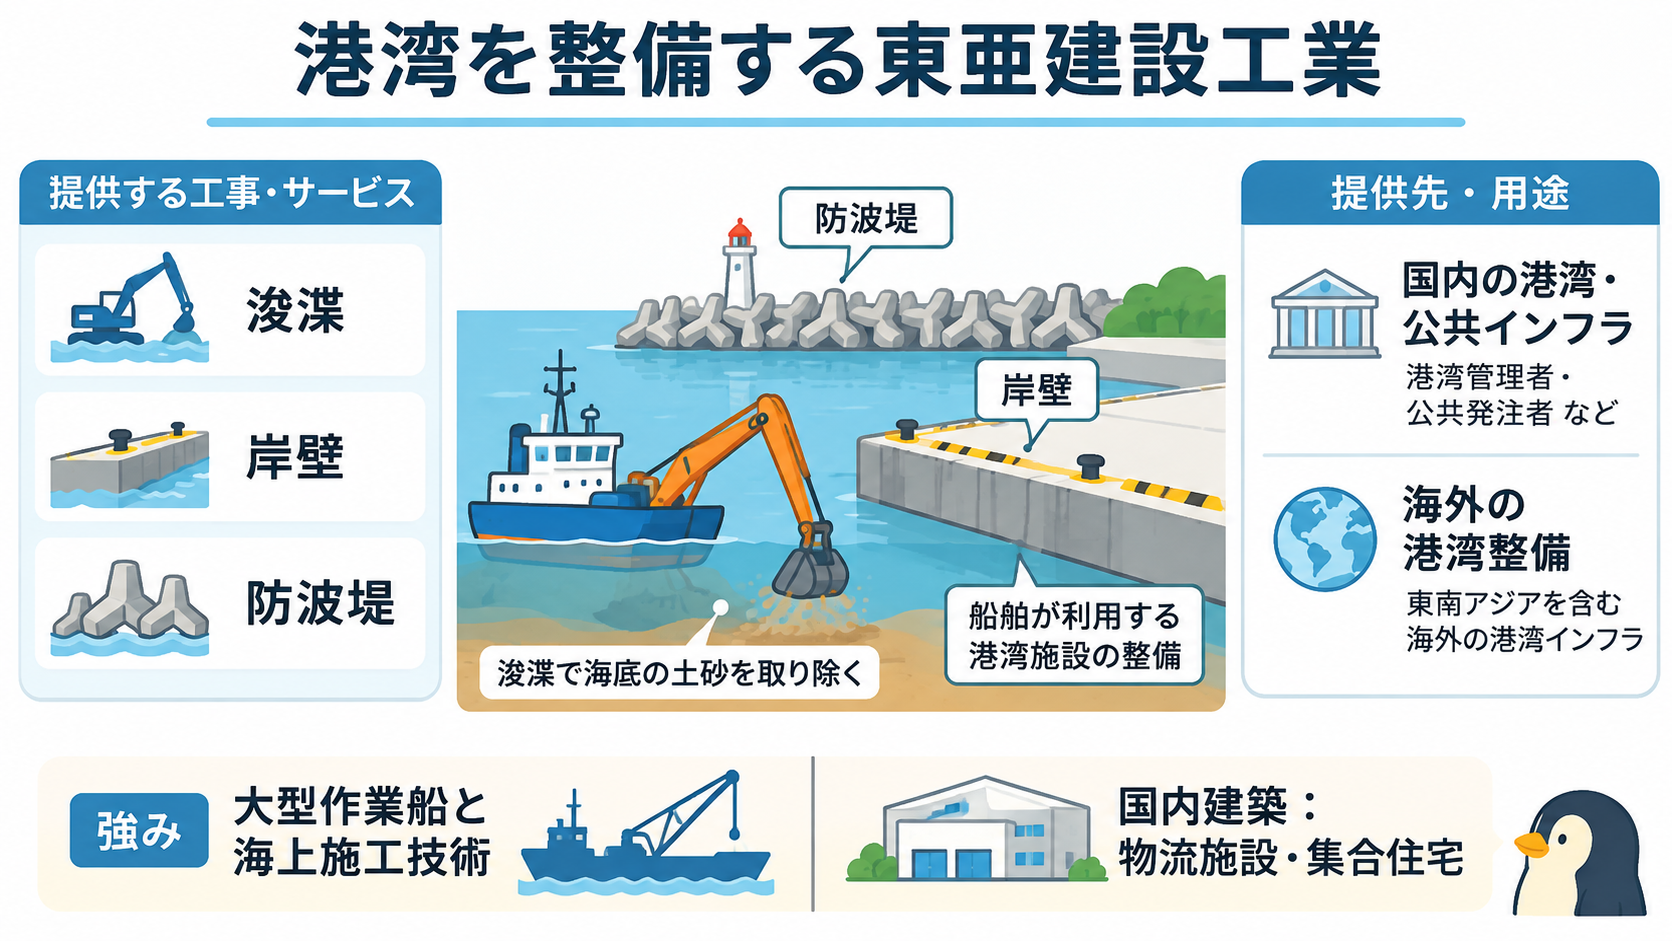 港湾を整備する東亜建設工業
提供する工事・サービス
浚渫
岸壁
防波堤
防波堤
岸壁
船舶が利用する
港湾施設の整備
浚渫で海底の土砂を取り除く
提供先・用途
国内の港湾・
公共インフラ
港湾管理者・
公共発注者 など
海外の
港湾整備
東南アジアを含む
海外の港湾インフラ
強み
大型作業船と
海上施工技術
国内建築：
物流施設・集合住宅